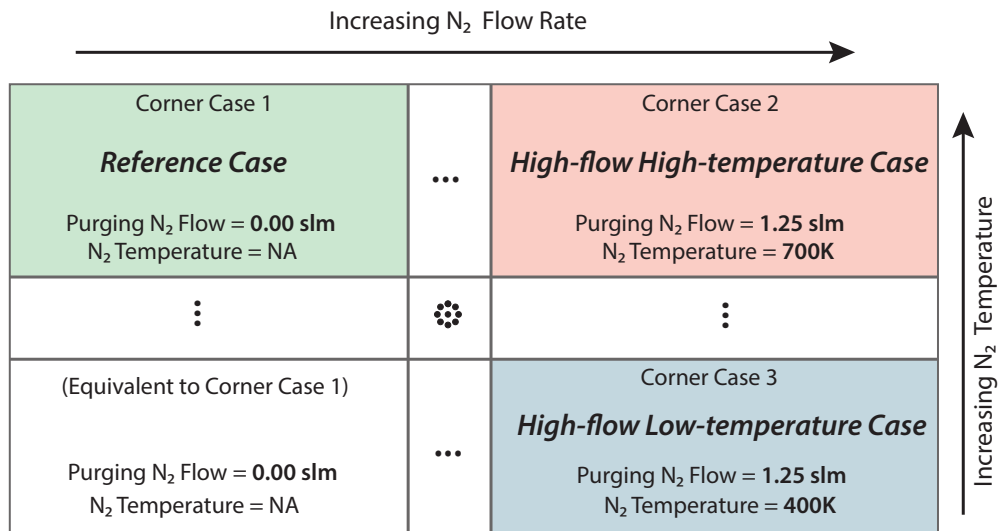 Increasing N₂ Flow Rate
Corner Case 1
Reference Case
Purging N₂ Flow = 0.00 slm
N₂ Temperature = NA
...
Corner Case 2
High-flow High-temperature Case
Purging N₂ Flow = 1.25 slm
N₂ Temperature = 700K
Increasing N₂ Temperature
(Equivalent to Corner Case 1)
Purging N₂ Flow = 0.00 slm
N₂ Temperature = NA
...
Corner Case 3
High-flow Low-temperature Case
Purging N₂ Flow = 1.25 slm
N₂ Temperature = 400K